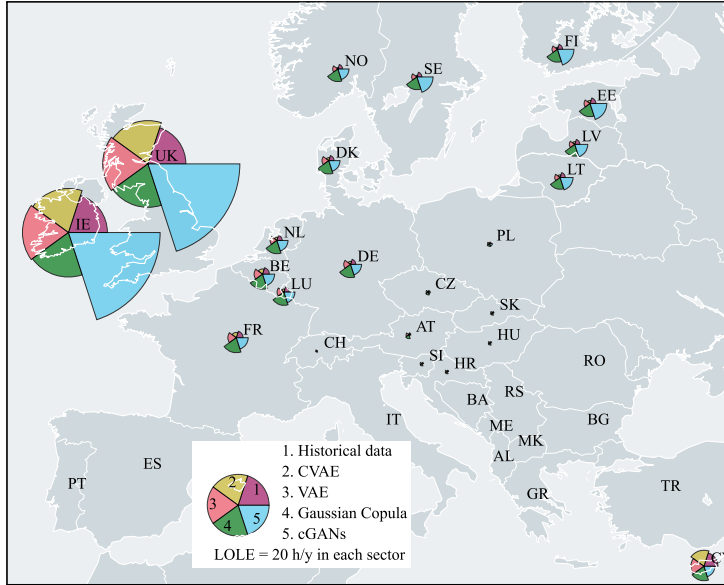 FI
NO
SE
EE
UK
LV
DK
LT
IE
NL
PL
BE
DE
LU
CZ
SK
FR
AT
HU
CH
SI
HR
RO
BA
RS
IT
ME
BG
MK
AL
ES
PT
TR
GR
1. Historical data
2. CVAE
3. VAE
4. Gaussian Copula
5. cGANs
2
1
3
4
5
LOLE = 20 h/y in each sector